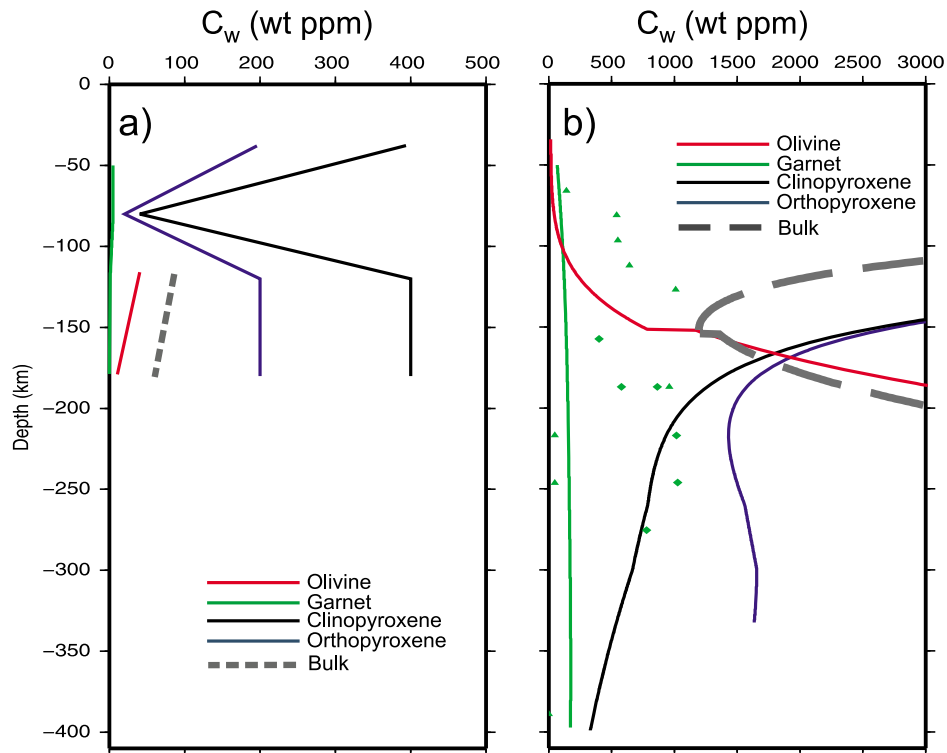 C_w (wt ppm)
C_w (wt ppm)
0 100 200 300 400 500
0 500 1000 1500 2000 2500 3000
a)
b)
−0
−50
−100
−150
−200
−250
−300
−350
−400
Depth (km)
Olivine
Garnet
Clinopyroxene
Orthopyroxene
Bulk
Olivine
Garnet
Clinopyroxene
Orthopyroxene
Bulk